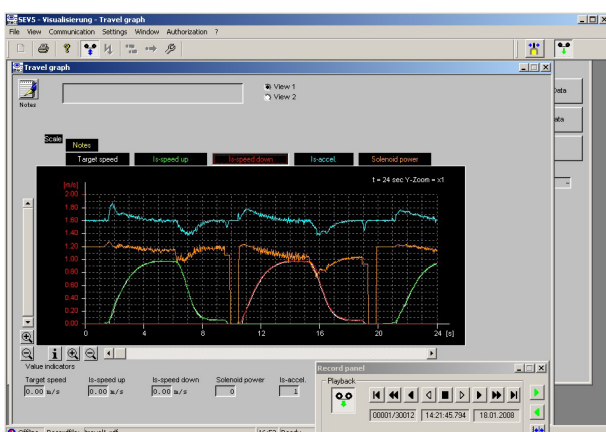 SEV5 - Visualisierung - Travel graph
File View Communication Settings Window Authorization ?
Travel graph
Notes
View 1
View 2
Data
ata
Scale
Notes
Target speed Is-speed up Is-speed down Is-accel. Solenoid power
[m/s]
t = 24 sec Y-Zoom = x1
2.00
1.80
1.60
1.40
1.20
1.00
0.80
0.60
0.40
0.20
0.00
0 4 8 12 16 20 24 [s]
Value indicators
Target speed Is-speed up Is-speed down Solenoid power Is-accel.
0.00 m/s 0.00 m/s 0.00 m/s 0 1
Record panel
Playback
00001/30012 14:21:45.794 18.01.2008
Offline